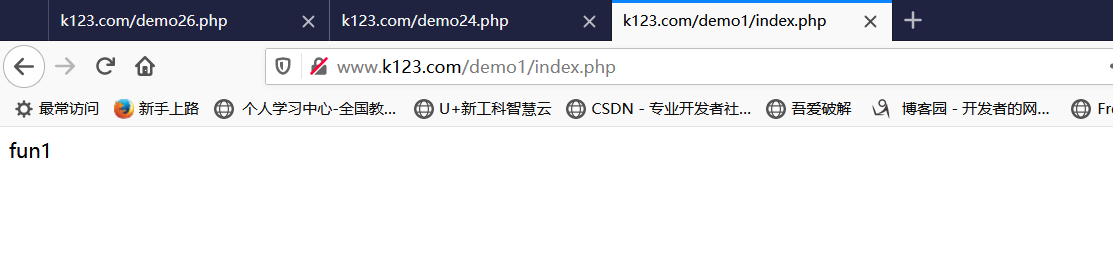 k123.com/demo26.php k123.com/demo24.php k123.com/demo1/index.php
www.k123.com/demo1/index.php
最常访问 新手上路 个人学习中心-全国教... U+新工科智慧云 CSDN - 专业开发者社... 吾爱破解 博客园 - 开发者的网... Fre
fun1